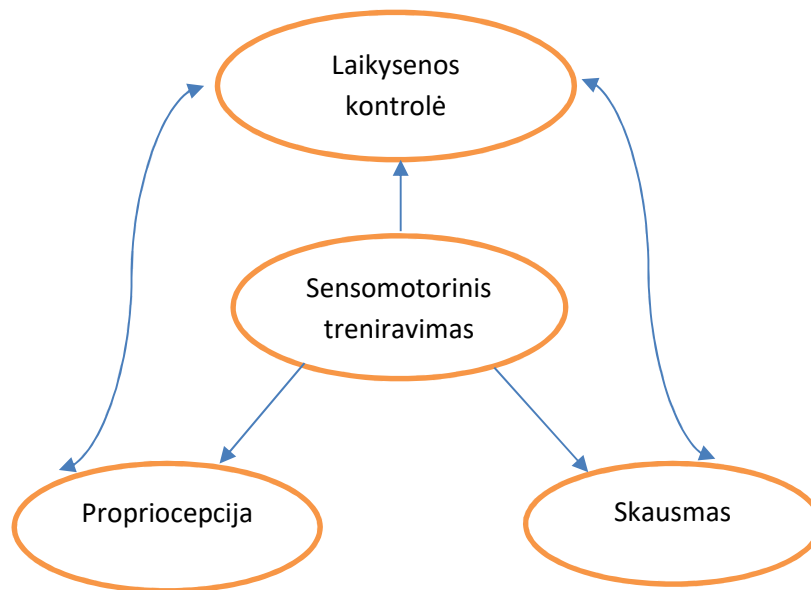 Laikysenos
kontrolė
Sensomotorinis
treniravimas
Propriocepcija
Skausmas